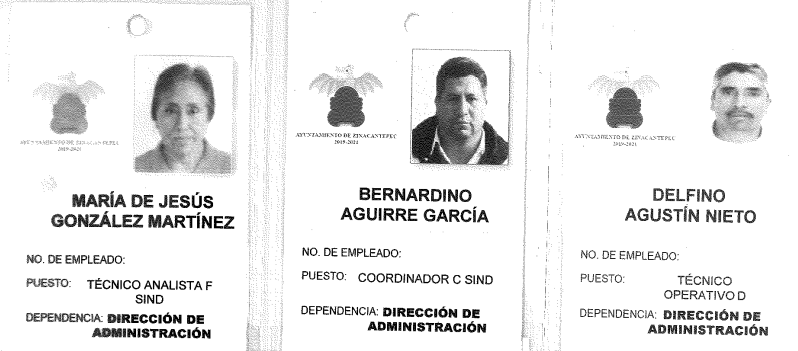 AYUNTAMIENTO DE ZINACANTEPEC
2019-2021
MARÍA DE JESÚS
GONZÁLEZ MARTÍNEZ
NO. DE EMPLEADO:
PUESTO: TÉCNICO ANALISTA F
SIND
DEPENDENCIA: DIRECCIÓN DE
ADMINISTRACIÓN
AYUNTAMIENTO DE ZINACANTEPEC
2019-2021
BERNARDINO
AGUIRRE GARCÍA
NO. DE EMPLEADO:
PUESTO: COORDINADOR C SIND
DEPENDENCIA: DIRECCIÓN DE
ADMINISTRACIÓN
AYUNTAMIENTO DE ZINACANTEPEC
2019-2021
DELFINO
AGUSTÍN NIETO
NO. DE EMPLEADO:
PUESTO: TÉCNICO
OPERATIVO D
DEPENDENCIA: DIRECCIÓN DE
ADMINISTRACIÓN